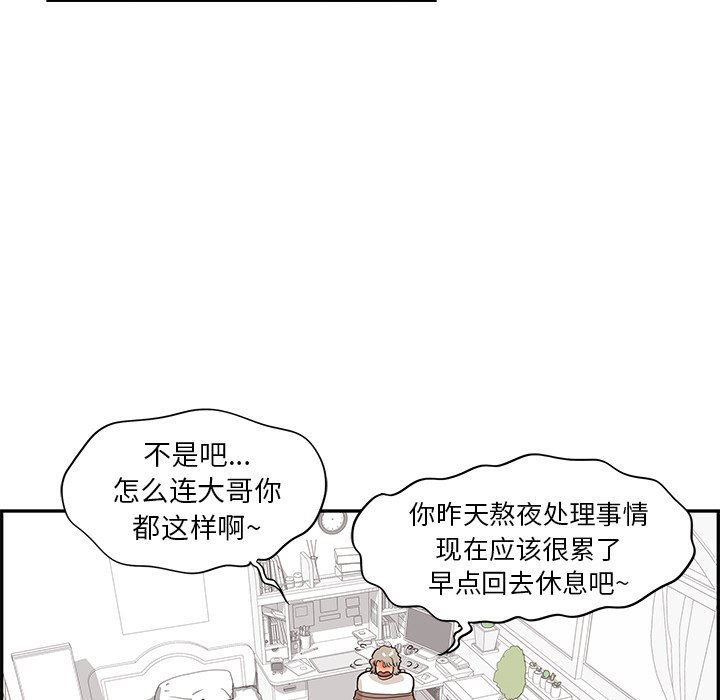 不是吧...
怎么连大哥你
都这样啊~
你昨天熬夜处理事情
现在应该很累了
早点回去休息吧~